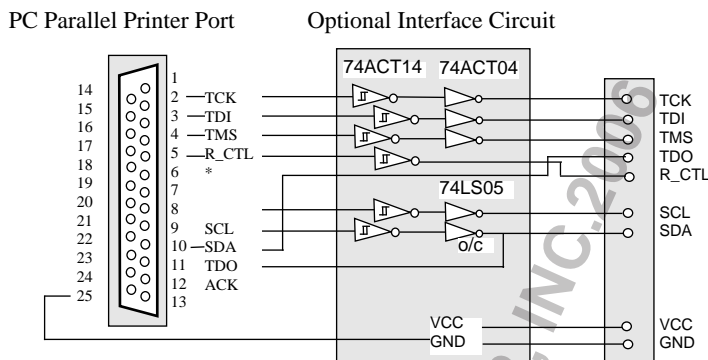 PC Parallel Printer Port
Optional Interface Circuit
74ACT14 74ACT04
14
15
16
17
18
19
20
21
22
23
24
25
1
2
3
4
5
6
7
8
9
10
11
12
13
TCK
TDI
TMS
R_CTL
*
SCL
SDA
TDO
ACK
74LS05
o/c
VCC
GND
TCK
TDI
TMS
TDO
R_CTL
SCL
SDA
VCC
GND
, INC.2006